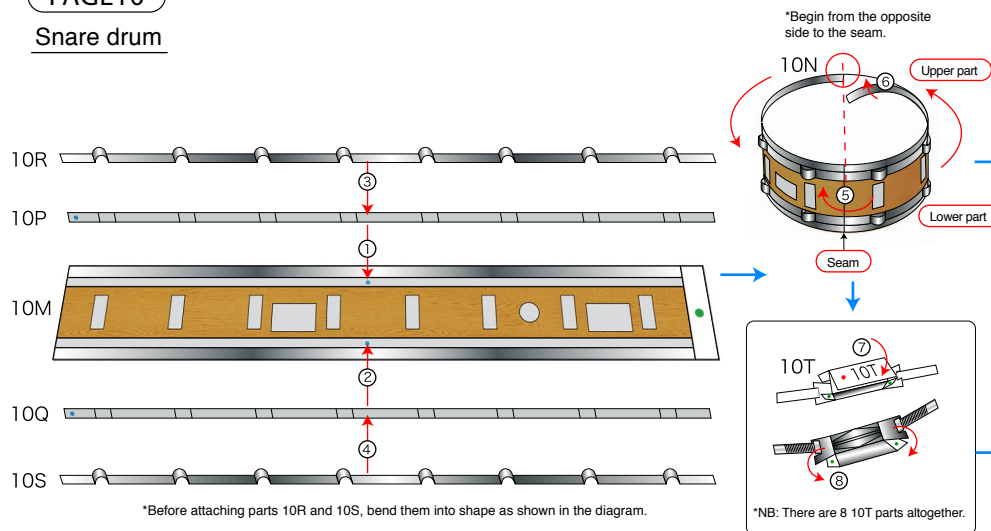 PAGE10
Snare drum
*Begin from the opposite
side to the seam.
10N
⑥
Upper part
10R
③
10P
⑤
①
Lower part
Seam
10M
②
10Q
④
10S
*Before attaching parts 10R and 10S, bend them into shape as shown in the diagram.
⑦
10T
10T
⑧
*NB: There are 8 10T parts altogether.